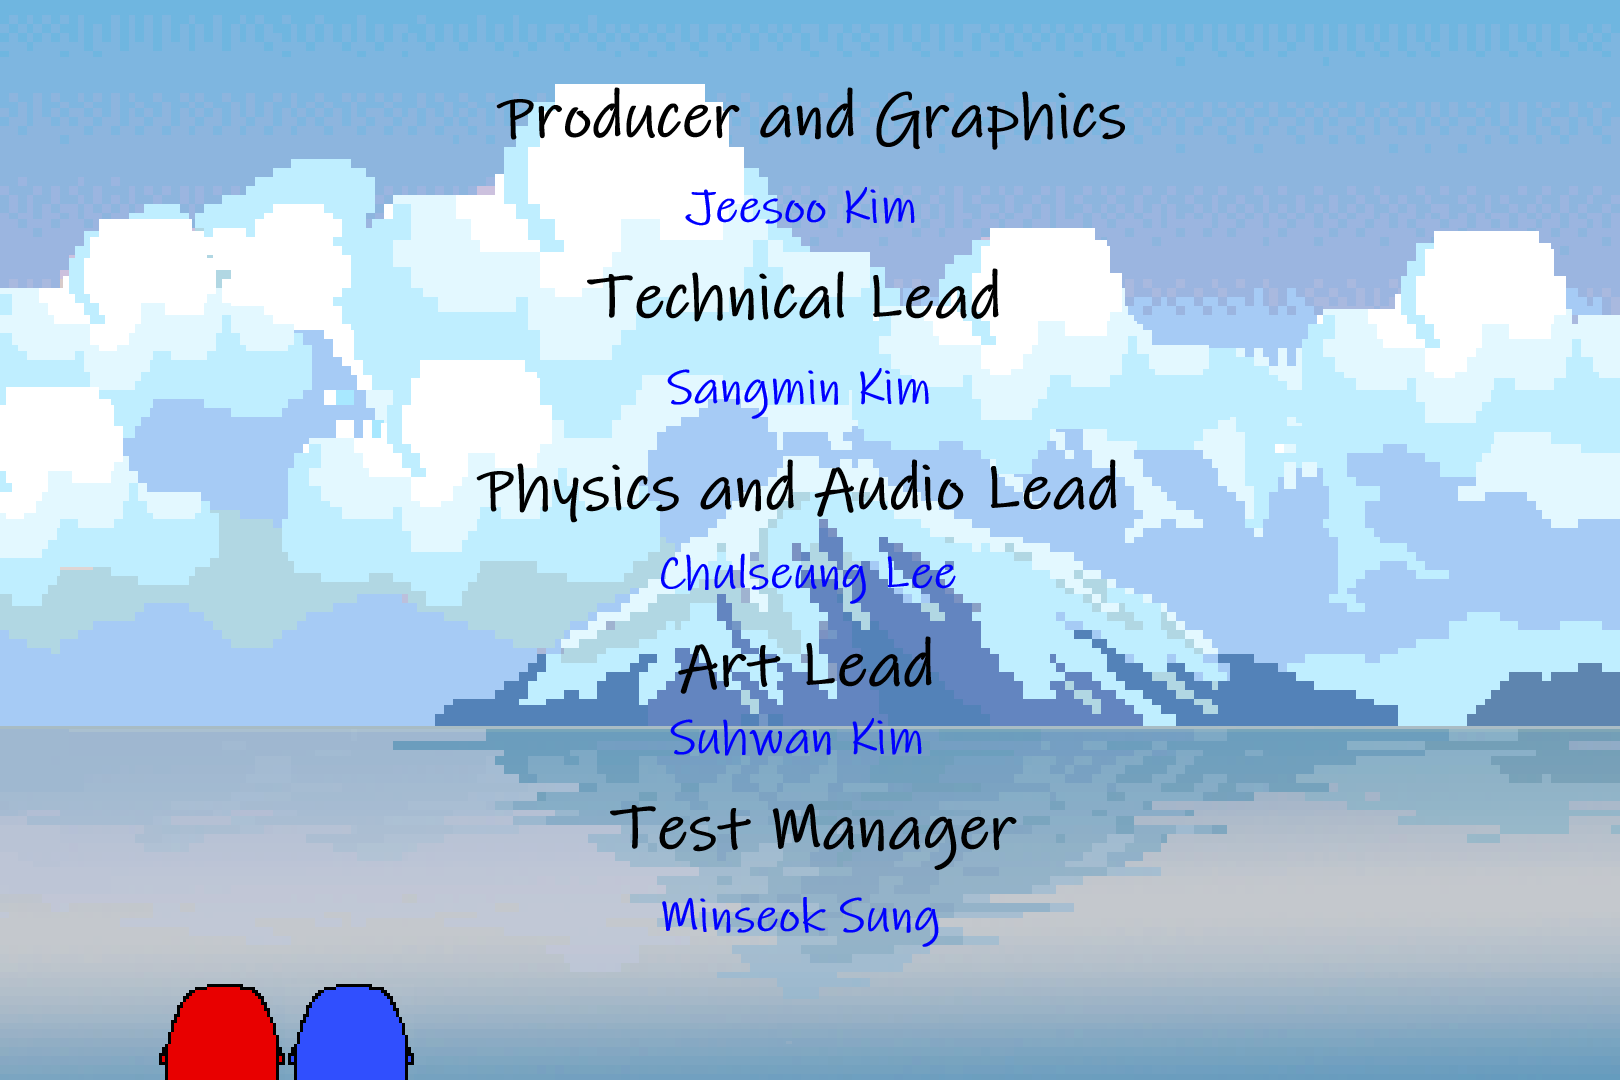 Producer and Graphics
Jeesoo Kim
Technical Lead
Sangmin Kim
Physics and Audio Lead
Chulseung Lee
Art Lead
Suhwan Kim
Test Manager
Minseok Sung